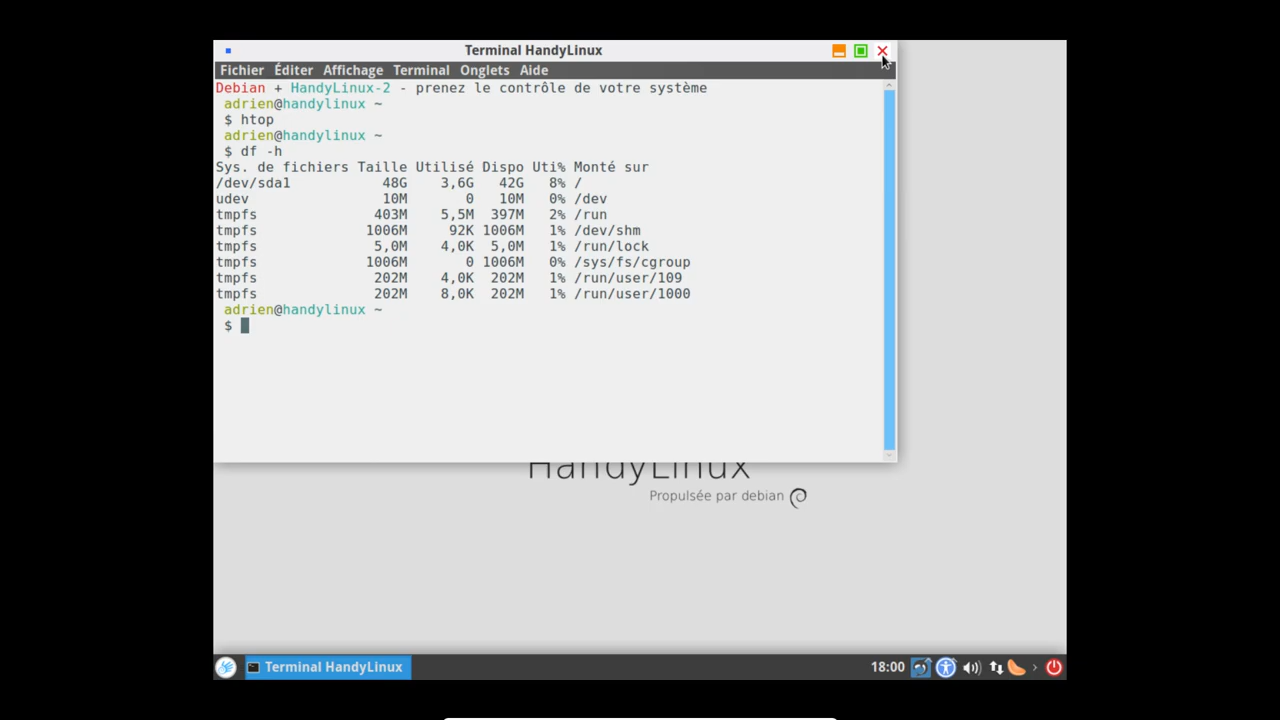 Terminal HandyLinux
Fichier Éditer Affichage Terminal Onglets Aide
Debian + HandyLinux-2 - prenez le contrôle de votre système
adrien@handylinux ~
$ htop
adrien@handylinux ~
$ df -h
Sys. de fichiers Taille Utilisé Dispo Uti% Monté sur
/dev/sda1 48G 3,6G 42G 8% /
udev 10M 0 10M 0% /dev
tmpfs 403M 5,5M 397M 2% /run
tmpfs 1006M 92K 1006M 1% /dev/shm
tmpfs 5,0M 4,0K 5,0M 1% /run/lock
tmpfs 1006M 0 1006M 0% /sys/fs/cgroup
tmpfs 202M 4,0K 202M 1% /run/user/109
tmpfs 202M 8,0K 202M 1% /run/user/1000
adrien@handylinux ~
$
HandyLinux
Propulsée par debian
Terminal HandyLinux 18:00